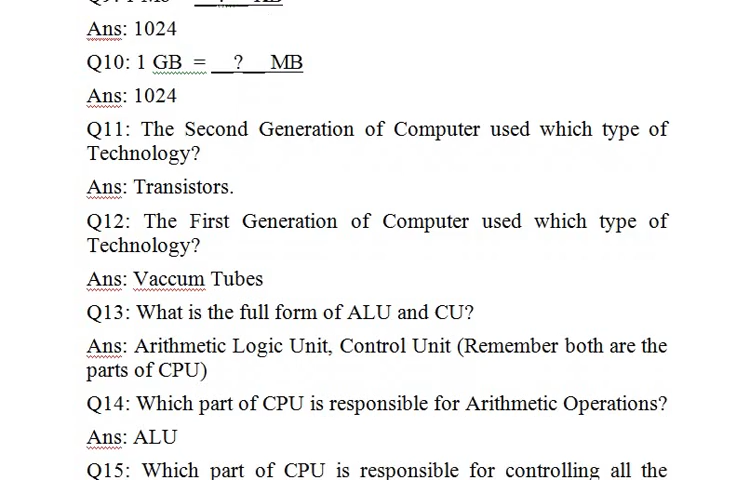 Ans: 1024
Q10: 1 GB = __?__ MB
Ans: 1024
Q11: The Second Generation of Computer used which type of
Technology?
Ans: Transistors.
Q12: The First Generation of Computer used which type of
Technology?
Ans: Vaccum Tubes
Q13: What is the full form of ALU and CU?
Ans: Arithmetic Logic Unit, Control Unit (Remember both are the
parts of CPU)
Q14: Which part of CPU is responsible for Arithmetic Operations?
Ans: ALU
Q15: Which part of CPU is responsible for controlling all the